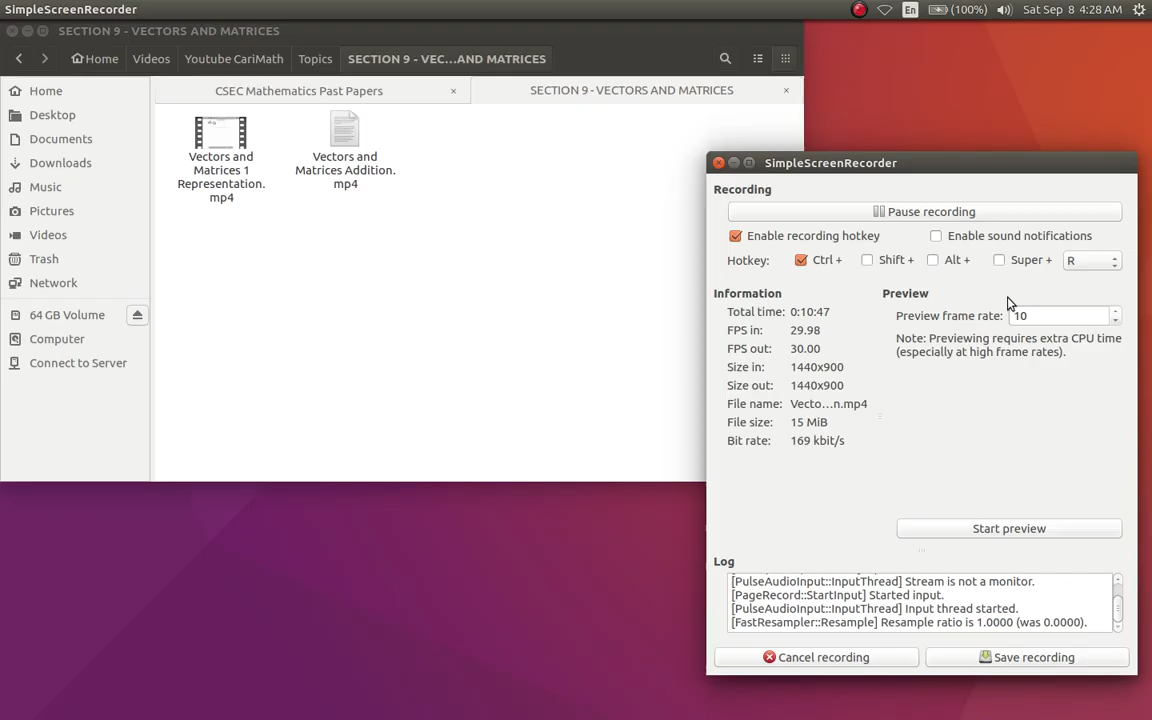 SimpleScreenRecorder
En
(100%)
Sat Sep 8 4:28 AM
SECTION 9 - VECTORS AND MATRICES
Home
Videos
Youtube CariMath
Topics
SECTION 9 - VEC...AND MATRICES
Home
Desktop
Documents
Downloads
Music
Pictures
Videos
Trash
Network
64 GB Volume
Computer
Connect to Server
CSEC Mathematics Past Papers
SECTION 9 - VECTORS AND MATRICES
Vectors and
Matrices 1
Representation.
mp4
Vectors and
Matrices Addition.
mp4
SimpleScreenRecorder
Recording
Pause recording
Enable recording hotkey
Enable sound notifications
Hotkey:
Ctrl +
Shift +
Alt +
Super +
R
Information
Total time: 0:10:47
FPS in: 29.98
FPS out: 30.00
Size in: 1440x900
Size out: 1440x900
File name: Vecto...n.mp4
File size: 15 MiB
Bit rate: 169 kbit/s
Preview
Preview frame rate: 10
Note: Previewing requires extra CPU time
(especially at high frame rates).
Start preview
Log
[PulseAudioInput::InputThread] Stream is not a monitor.
[PageRecord::StartInput] Started input.
[PulseAudioInput::InputThread] Input thread started.
[FastResampler::Resample] Resample ratio is 1.0000 (was 0.0000).
Cancel recording
Save recording